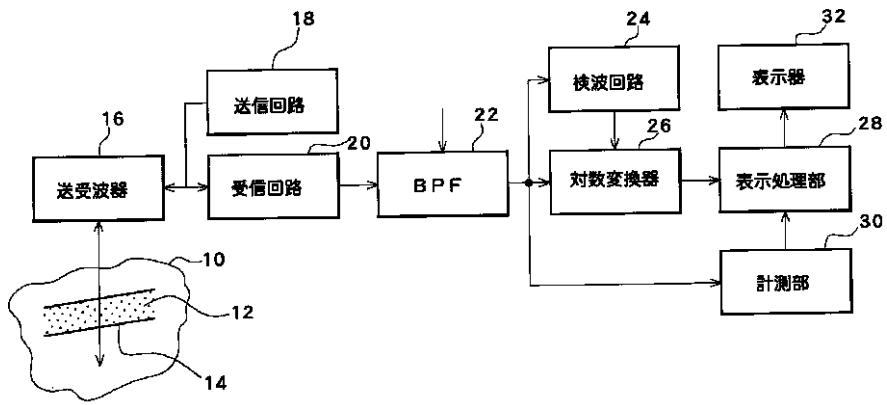 18
送信回路
16
送受波器
20
受信回路
22
BPF
24
検波回路
26
対数変換器
32
表示器
28
表示処理部
30
計測部
10
12
14